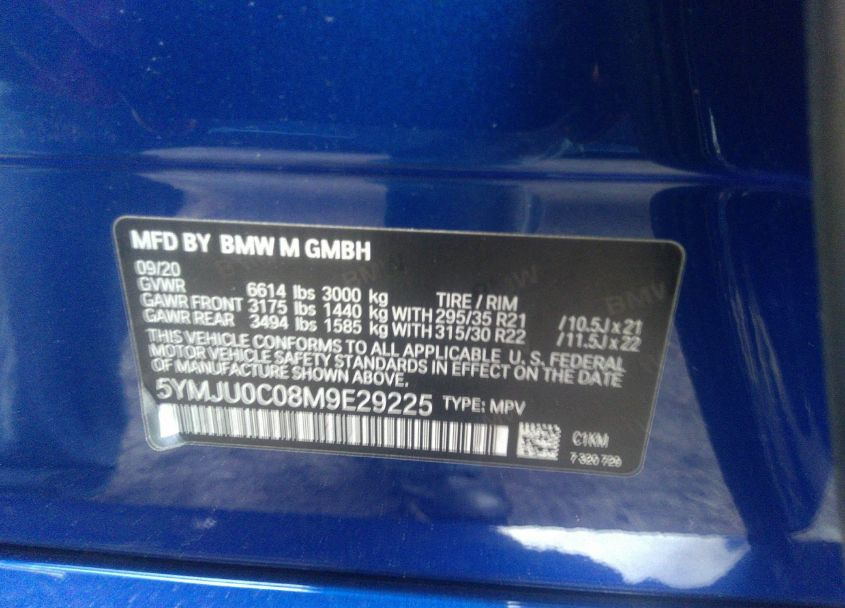 MFD BY BMW M GMBH
09/20
GVWR 6614 lbs 3000 kg TIRE / RIM
GAWR FRONT 3175 lbs 1440 kg WITH 295/35 R21 /10.5J x 21
GAWR REAR 3494 lbs 1585 kg WITH 315/30 R22 /11.5J x 22
THIS VEHICLE CONFORMS TO ALL APPLICABLE U. S. FEDERAL
MOTOR VEHICLE SAFETY STANDARDS IN EFFECT ON THE DATE
OF MANUFACTURE SHOWN ABOVE.
5YMJU0C08M9E29225 TYPE: MPV
C1KM
7 320 720